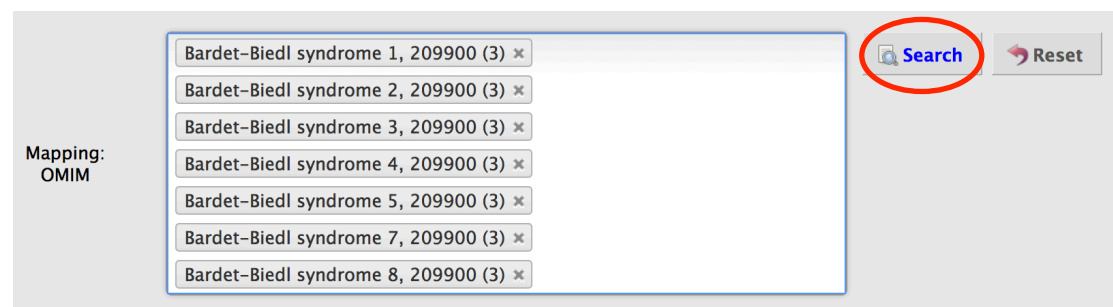 Bardet-Biedl syndrome 1, 209900 (3) ×
Search
Reset
Bardet-Biedl syndrome 2, 209900 (3) ×
Bardet-Biedl syndrome 3, 209900 (3) ×
Mapping:
OMIM
Bardet-Biedl syndrome 4, 209900 (3) ×
Bardet-Biedl syndrome 5, 209900 (3) ×
Bardet-Biedl syndrome 7, 209900 (3) ×
Bardet-Biedl syndrome 8, 209900 (3) ×